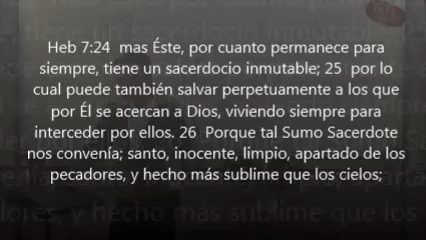 Heb 7:24  mas Éste, por cuanto permanece para
siempre, tiene un sacerdocio inmutable; 25  por lo
cual puede también salvar perpetuamente a los que
por Él se acercan a Dios, viviendo siempre para
interceder por ellos. 26  Porque tal Sumo Sacerdote
nos convenía; santo, inocente, limpio, apartado de los
pecadores, y hecho más sublime que los cielos;